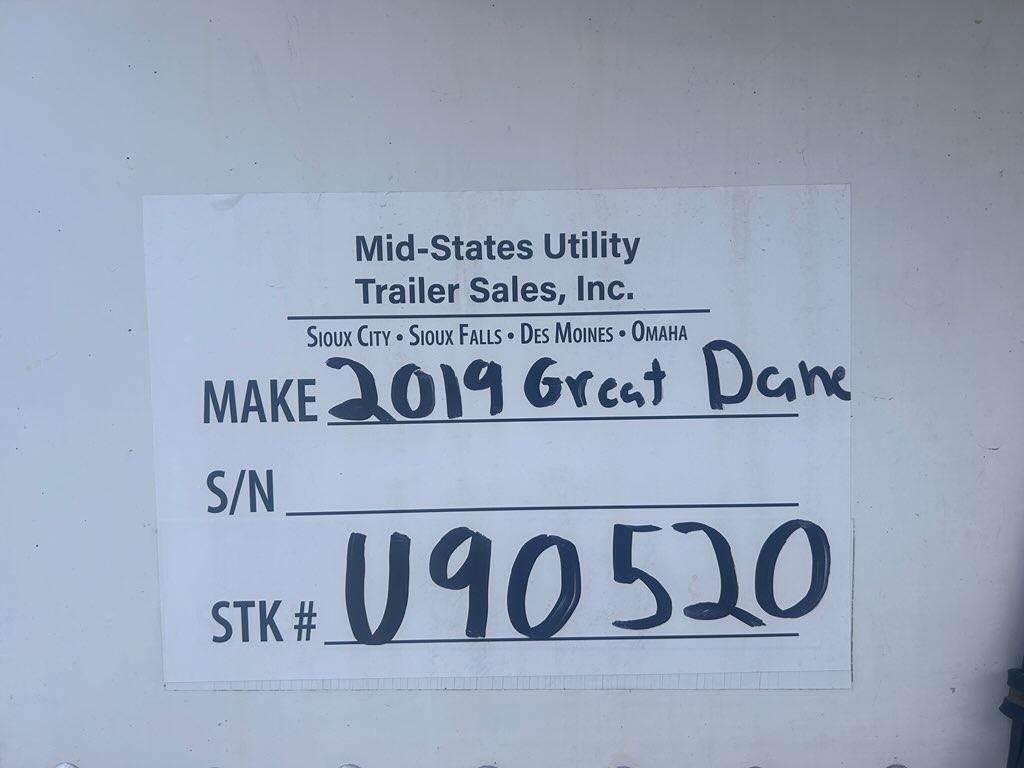 Mid-States Utility
Trailer Sales, Inc.
Sioux City • Sioux Falls • Des Moines • Omaha
MAKE 2019 Great Dane
S/N
STK # U90520